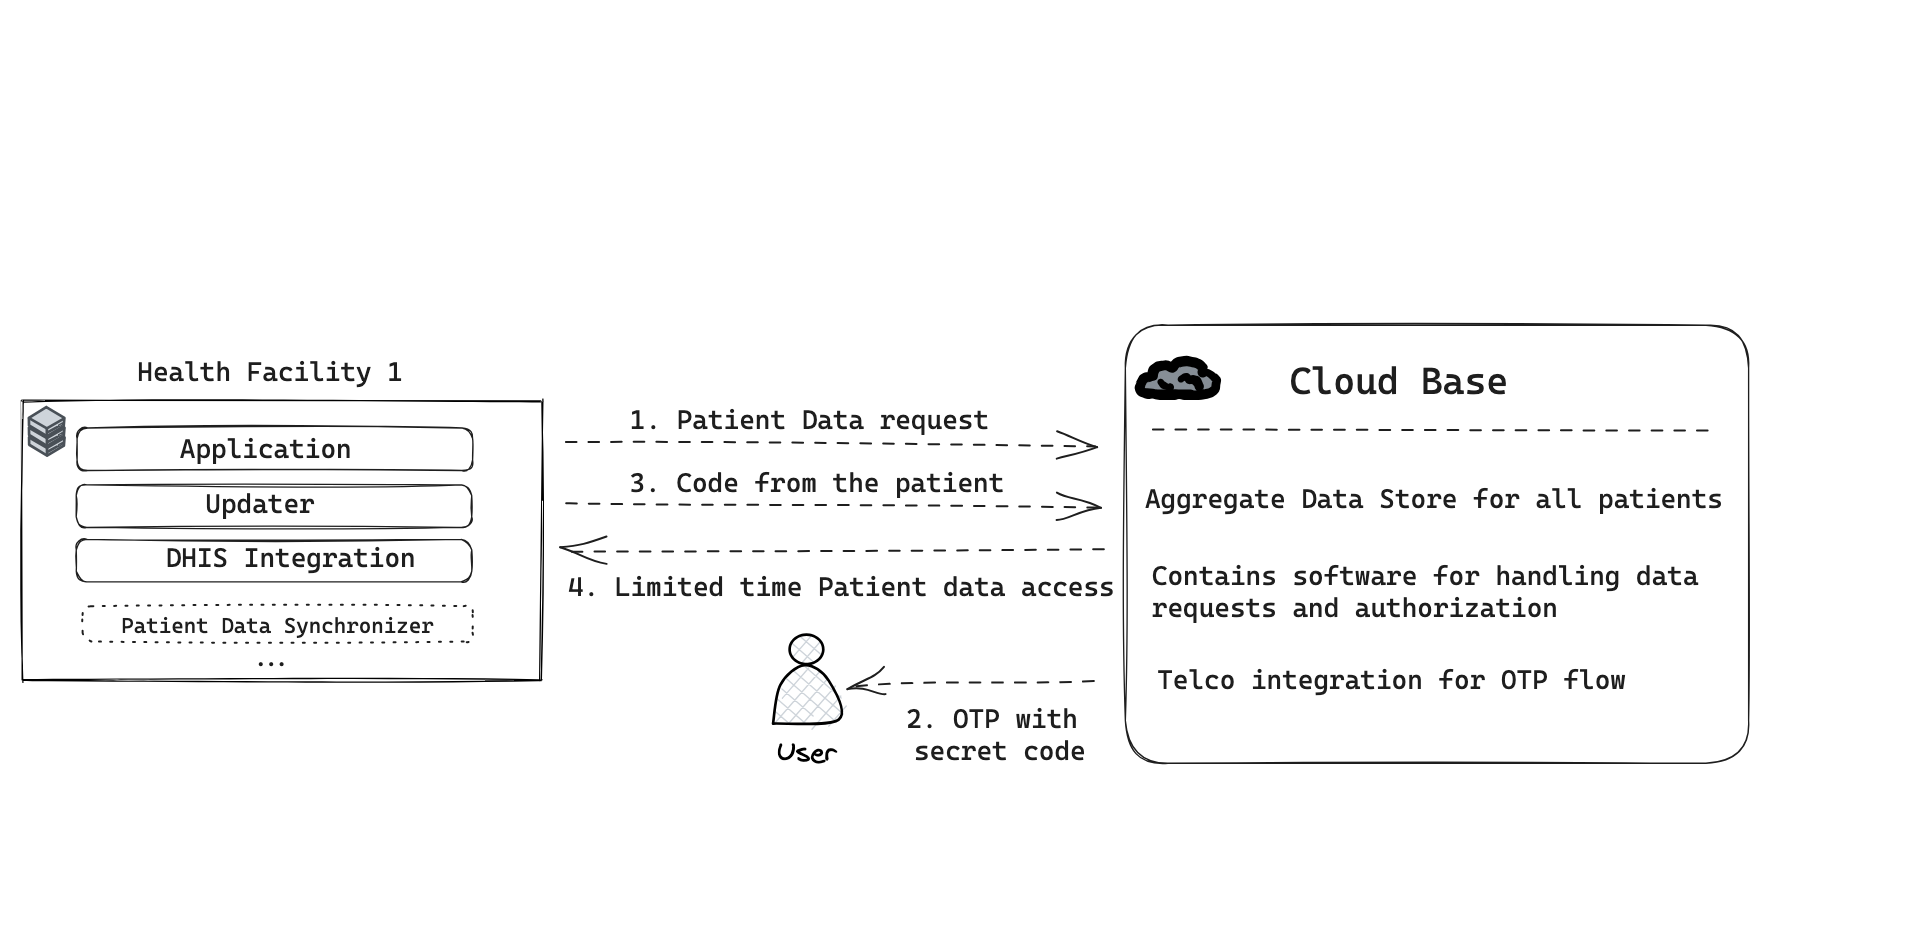 Health Facility 1
Application
Updater
DHIS Integration
Patient Data Synchronizer
...
1. Patient Data request
3. Code from the patient
4. Limited time Patient data access
User
2. OTP with
secret code
Cloud Base
Aggregate Data Store for all patients
Contains software for handling data
requests and authorization
Telco integration for OTP flow